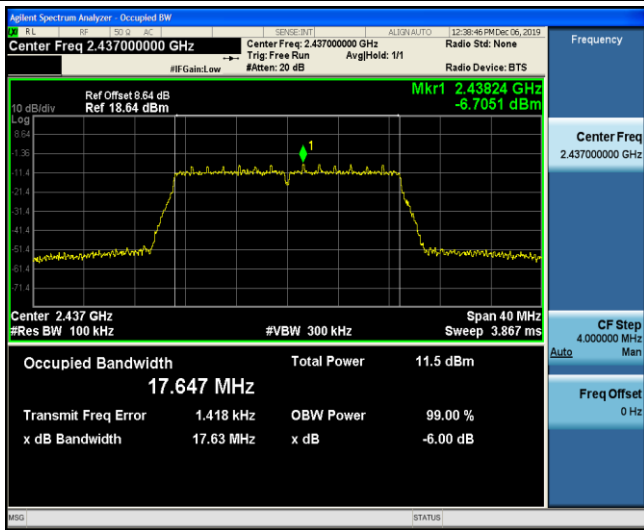 Agilent Spectrum Analyzer - Occupied BW
RL RF 50 Ω AC SENSE:INT ALIGN AUTO 12:38:46 PM Dec 06, 2019
Center Freq 2.437000000 GHz Center Freq: 2.437000000 GHz Radio Std: None Frequency
Trig: Free Run Avg|Hold: 1/1
#IFGain:Low #Atten: 20 dB Radio Device: BTS
Ref Offset 8.64 dB Mkr1 2.43824 GHz
10 dB/div Ref 18.64 dBm -6.7051 dBm
Log
8.64
-1.36
-11.4
-21.4
-31.4
-41.4
-51.4
-61.4
-71.4
1
Center Freq
2.437000000 GHz
Center 2.437 GHz Span 40 MHz
#Res BW 100 kHz #VBW 300 kHz Sweep 3.867 ms
CF Step
4.000000 MHz
Auto Man
Occupied Bandwidth Total Power 11.5 dBm
17.647 MHz
Transmit Freq Error 1.418 kHz OBW Power 99.00 %
x dB Bandwidth 17.63 MHz x dB -6.00 dB
Freq Offset
0 Hz
MSG STATUS